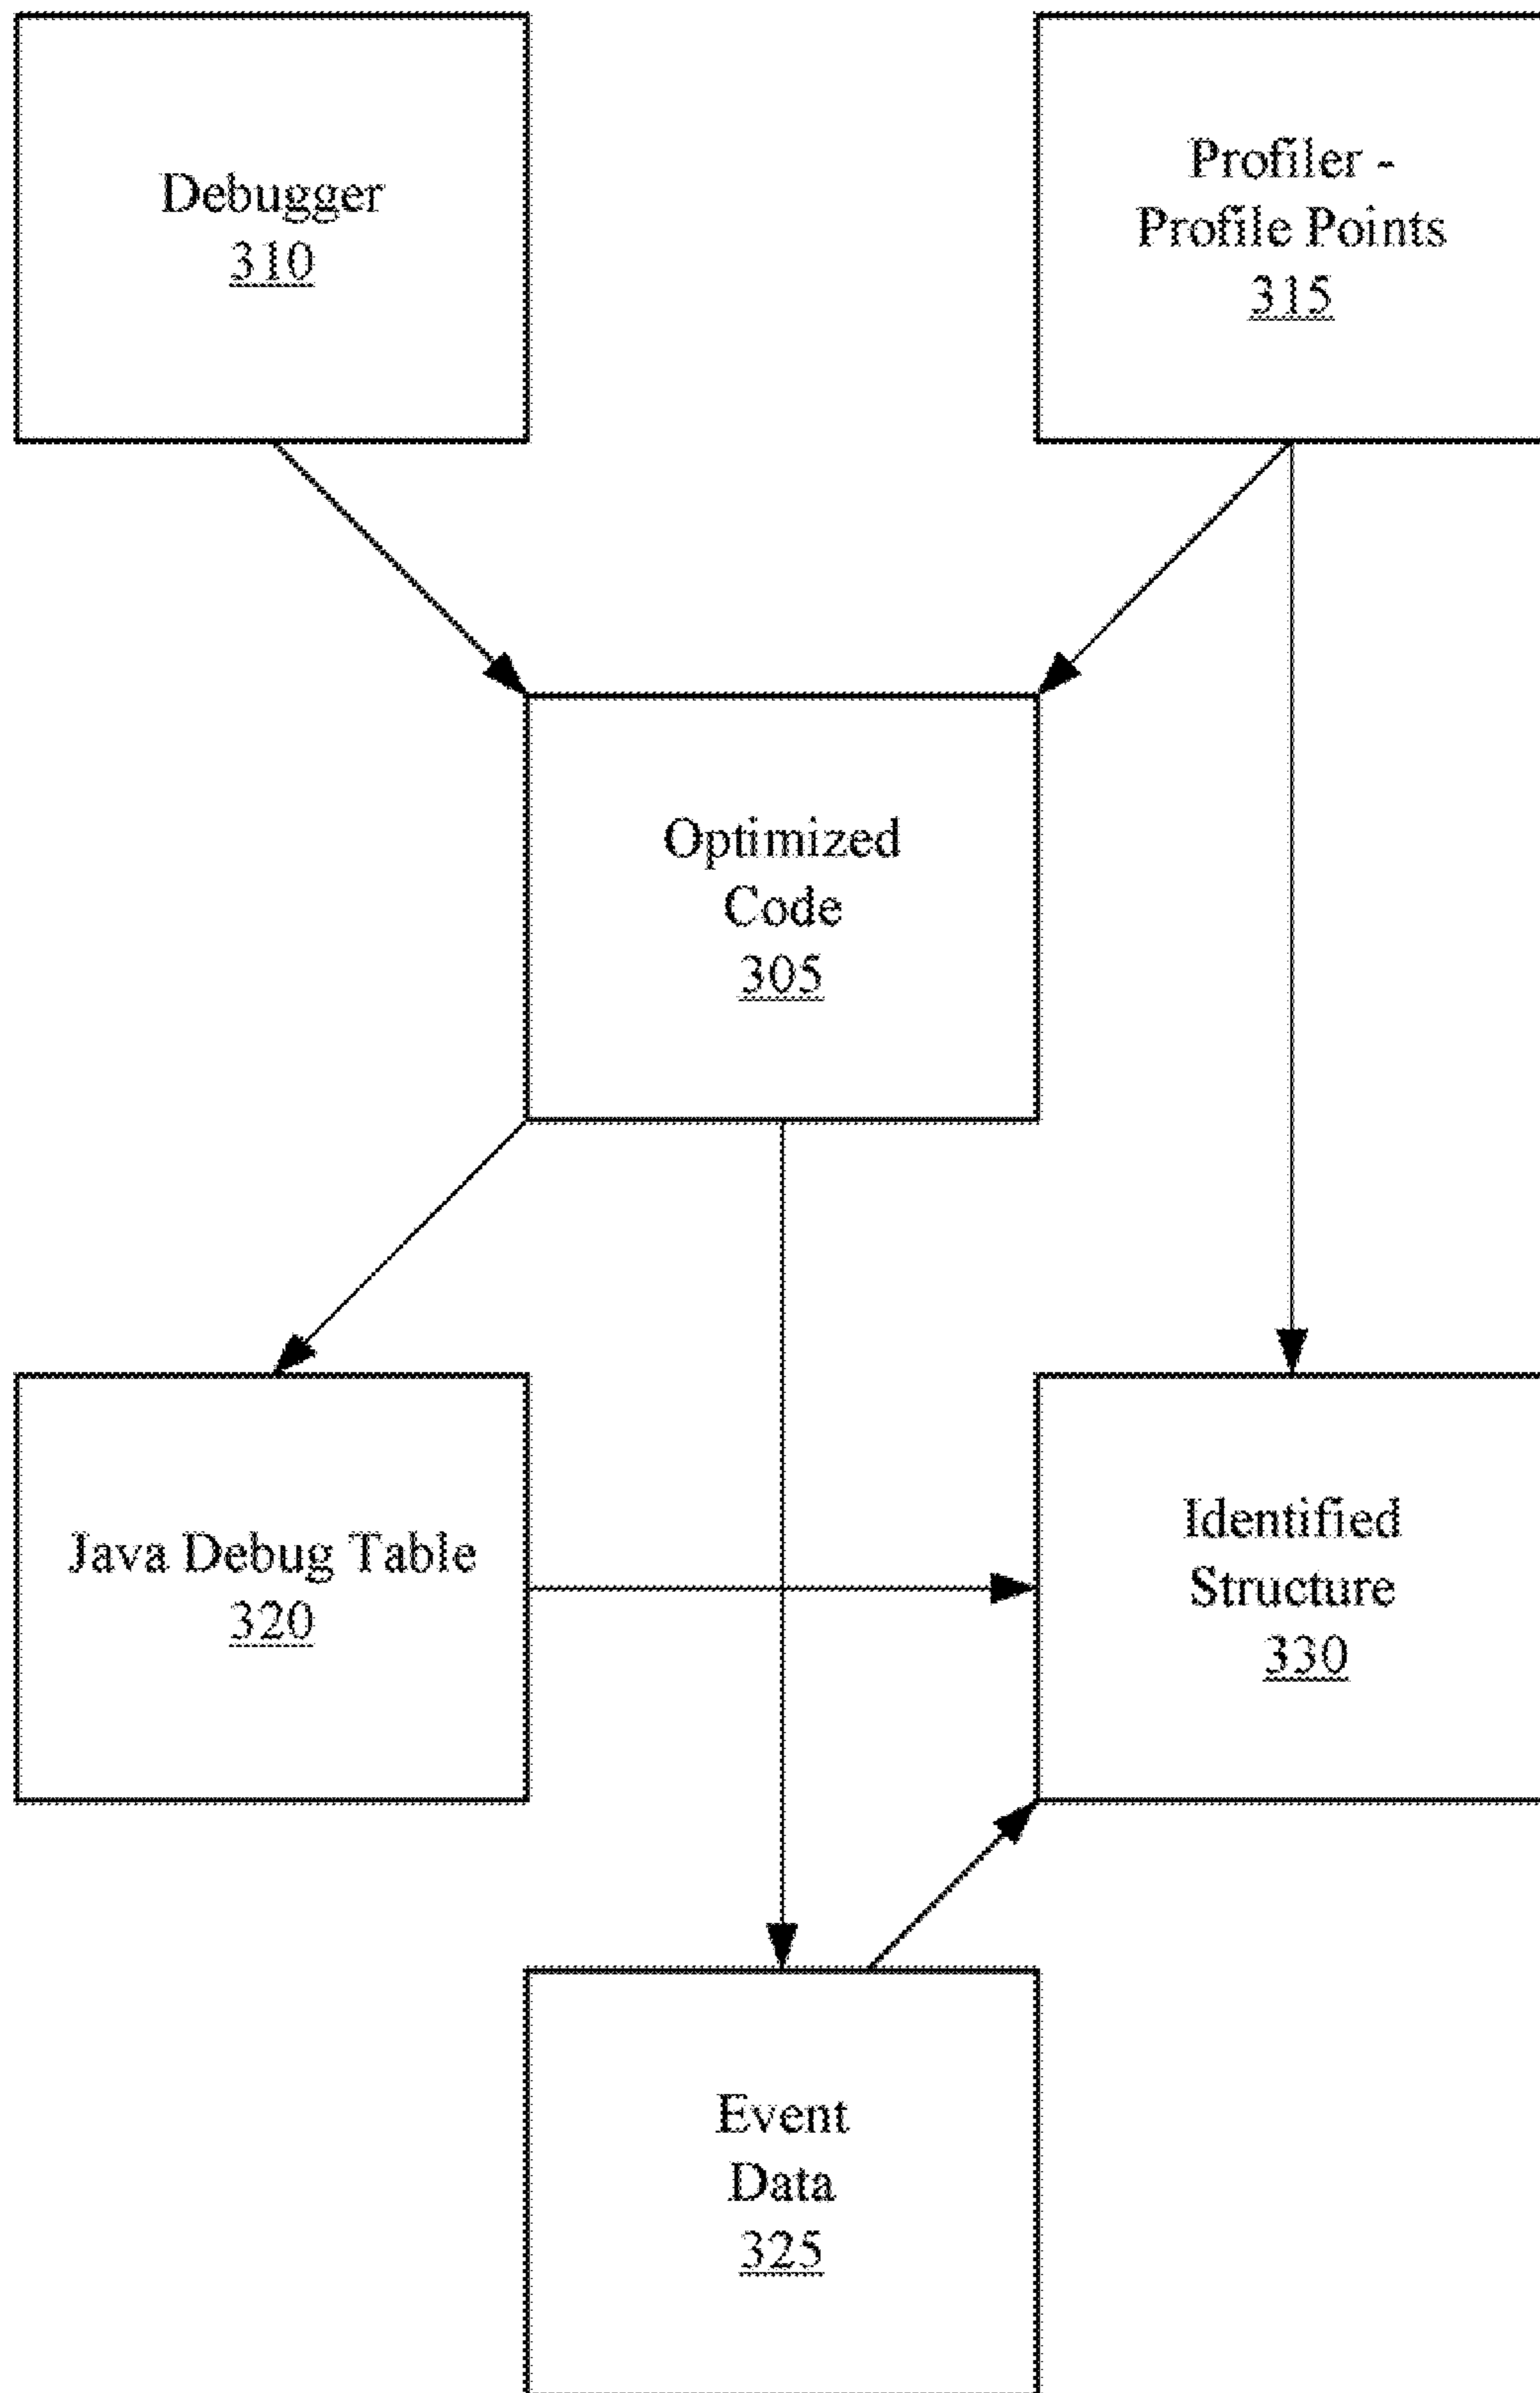 Debugger
310
Profiler -
Profile Points
315
Optimized
Code
305
Java Debug Table
320
Identified
Structure
330
Event
Data
325